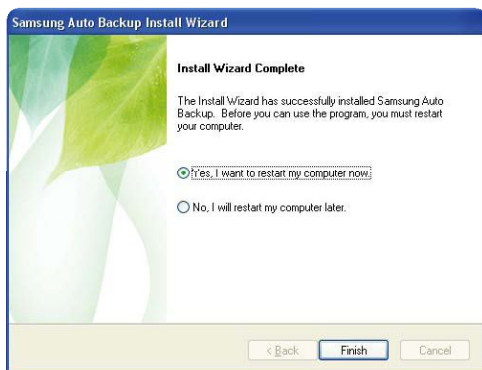 Samsung Auto Backup Install Wizard
Install Wizard Complete
The Install Wizard has successfully installed Samsung Auto
Backup. Before you can use the program, you must restart
your computer.
Yes, I want to restart my computer now.
No, I will restart my computer later.
< Back Finish Cancel